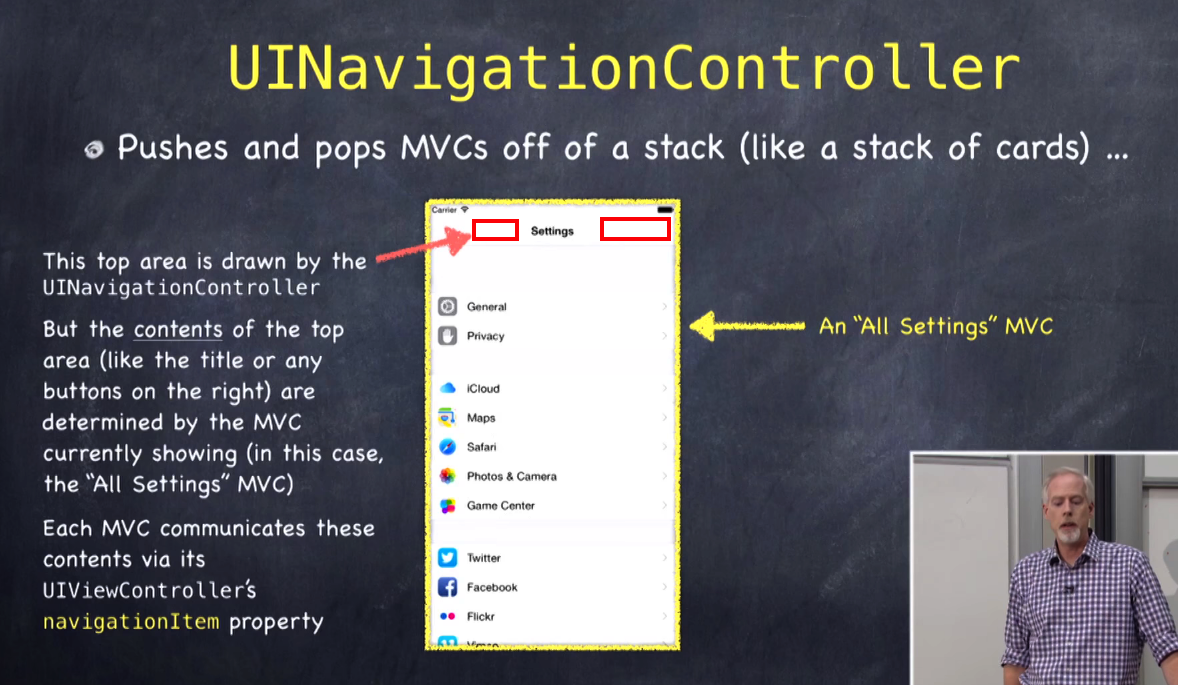 UINavigationController
Pushes and pops MVCs off of a stack (like a stack of cards) ...
This top area is drawn by the
UINavigationController
But the contents of the top
area (like the title or any
buttons on the right) are
determined by the MVC
currently showing (in this case,
the “All Settings” MVC)
Each MVC communicates these
contents via its
UIViewController’s
navigationItem property
Carrier
Settings
General
Privacy
iCloud
Maps
Safari
Photos & Camera
Game Center
Twitter
Facebook
Flickr
Vimeo
An “All Settings” MVC